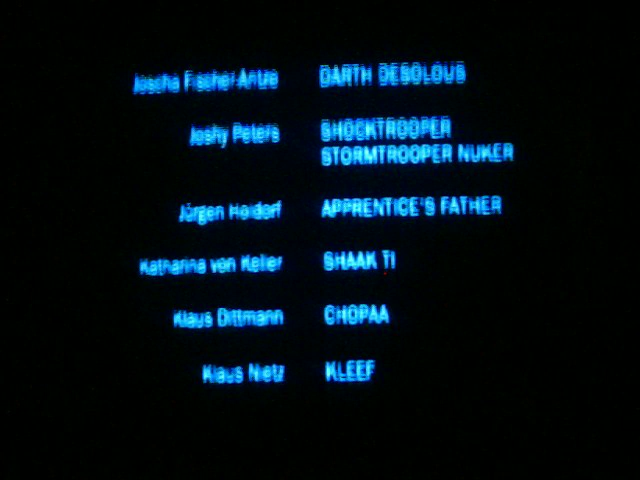 Joscha Fischer-Antze DARTH DESOLOUS
Joshy Peters SHOCKTROOPER
STORMTROOPER NUKER
Jürgen Holdorf APPRENTICE'S FATHER
Katharina von Keller SHAAK TI
Klaus Dittmann CHOPAA
Klaus Nietz KLEEF